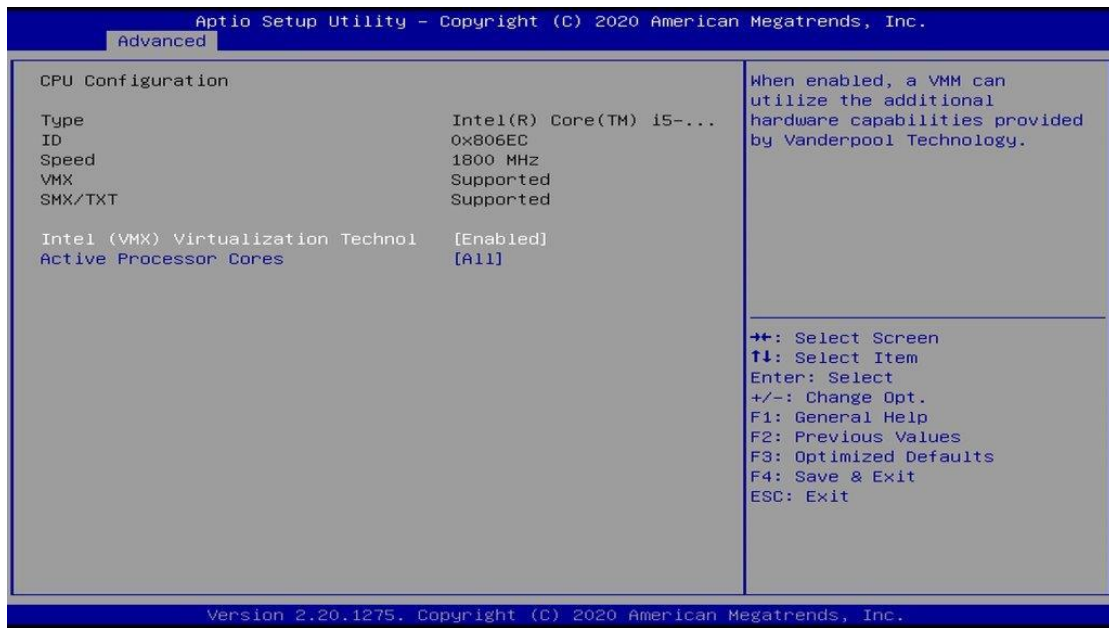 Aptio Setup Utility – Copyright (C) 2020 American Megatrends, Inc.
Advanced
CPU Configuration
Type Intel(R) Core(TM) i5-...
ID 0x806EC
Speed 1800 MHz
VMX Supported
SMX/TXT Supported
Intel (VMX) Virtualization Technol [Enabled]
Active Processor Cores [All]
When enabled, a VMM can
utilize the additional
hardware capabilities provided
by Vanderpool Technology.
→←: Select Screen
↑↓: Select Item
Enter: Select
+/-: Change Opt.
F1: General Help
F2: Previous Values
F3: Optimized Defaults
F4: Save & Exit
ESC: Exit
Version 2.20.1275. Copyright (C) 2020 American Megatrends, Inc.